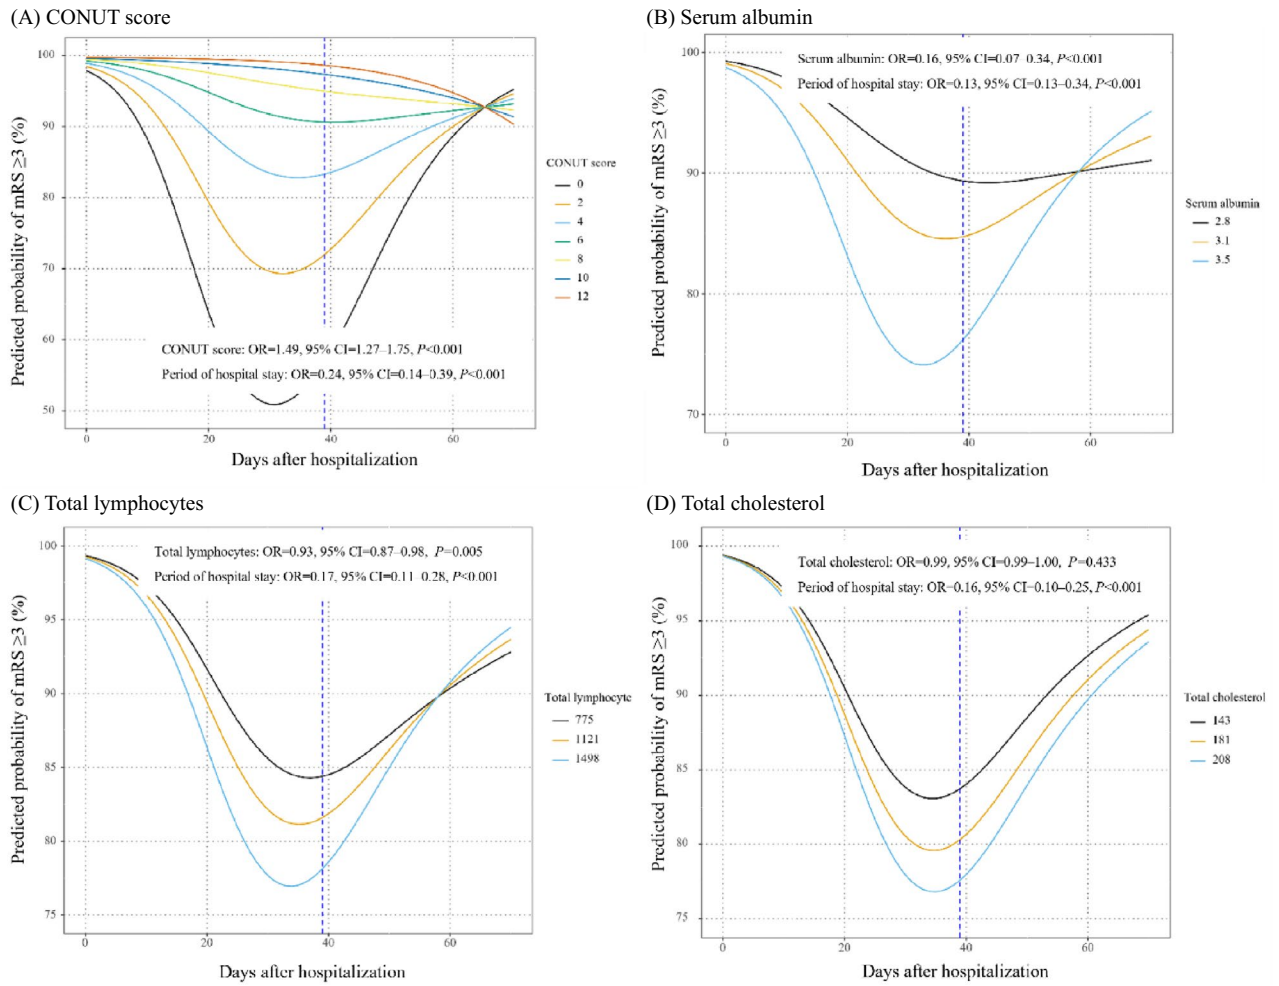 (A) CONUT score
100
90
80
70
60
50
0
20
40
60
Predicted probability of mRS ≥3 (%)
Days after hospitalization
CONUT score: OR=1.49, 95% CI=1.27–1.75, P<0.001
Period of hospital stay: OR=0.24, 95% CI=0.14–0.39, P<0.001
CONUT score
0
2
4
6
8
10
12
(B) Serum albumin
100
90
80
70
0
20
40
60
Predicted probability of mRS ≥3 (%)
Days after hospitalization
Serum albumin: OR=0.16, 95% CI=0.07–0.34, P<0.001
Period of hospital stay: OR=0.13, 95% CI=0.13–0.34, P<0.001
Serum albumin
2.8
3.1
3.5
(C) Total lymphocytes
100
95
90
85
80
75
0
20
40
60
Predicted probability of mRS ≥3 (%)
Days after hospitalization
Total lymphocytes: OR=0.93, 95% CI=0.87–0.98, P=0.005
Period of hospital stay: OR=0.17, 95% CI=0.11–0.28, P<0.001
Total lymphocyte
775
1121
1498
(D) Total cholesterol
100
95
90
85
80
75
0
20
40
60
Predicted probability of mRS ≥3 (%)
Days after hospitalization
Total cholesterol: OR=0.99, 95% CI=0.99–1.00, P=0.433
Period of hospital stay: OR=0.16, 95% CI=0.10–0.25, P<0.001
Total cholesterol
143
181
208